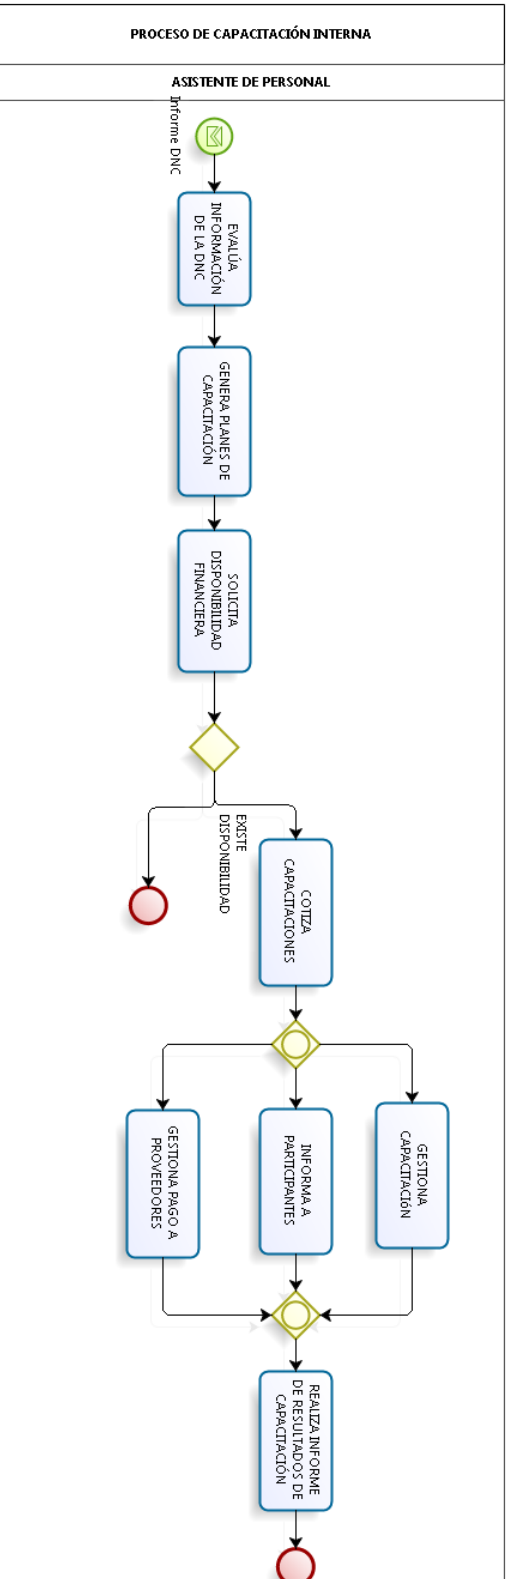 PROCESO DE CAPACITACIÓN INTERNA
ASISTENTE DE PERSONAL
Informe DNC
EVALÚA
INFORMACIÓN
DE LA DNC
GENERA PLANES DE
CAPACITACIÓN
SOLICITA
DISPONIBILIDAD
FINANCIERA
EXISTE
DISPONIBILIDAD
COTIZA
CAPACITACIONES
GESTIONA PAGO A
PROVEEDORES
INFORMA A
PARTICIPANTES
GESTIONA
CAPACITACIóN
REALIZA INFORME
DE RESULTADOS DE
CAPACITACIÓN